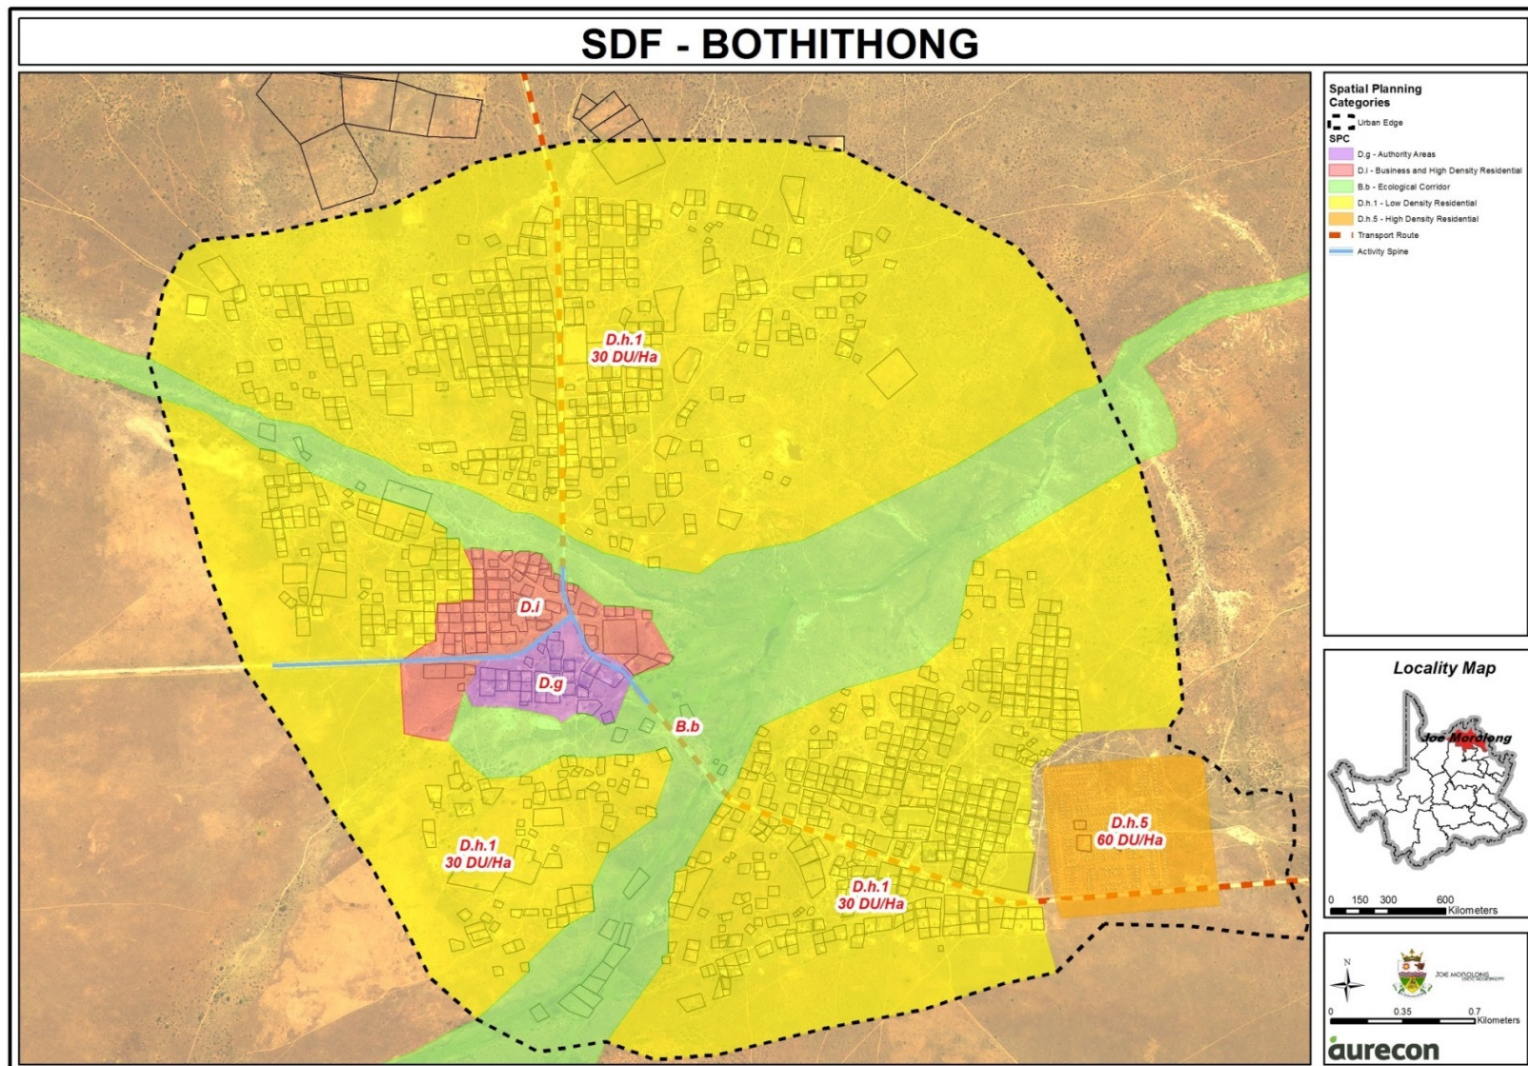 SDF - BOTHITHONG
Spatial Planning
Categories
Urban Edge
SPC
D.g - Authority Areas
D.i - Business and High Density Residential
B.b - Ecological Corridor
D.h.1 - Low Density Residential
D.h.5 - High Density Residential
Transport Route
Activity Spine
D.h.1
30 DU/Ha
D.i
D.g
B.b
D.h.1
30 DU/Ha
D.h.5
60 DU/Ha
D.h.1
30 DU/Ha
Locality Map
Joe Morolong
0 150 300 600
Kilometers
N
JOE MOROLONG
0 0.35 0.7
Kilometers
aurecon